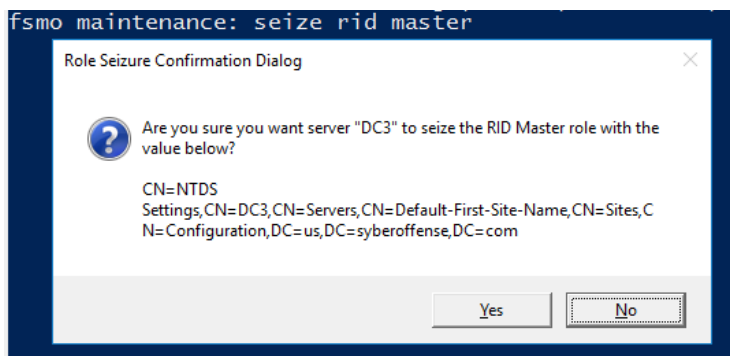 fsmo maintenance: seize rid master
Role Seizure Confirmation Dialog
Are you sure you want server "DC3" to seize the RID Master role with the
value below?
CN=NTDS
Settings,CN=DC3,CN=Servers,CN=Default-First-Site-Name,CN=Sites,C
N=Configuration,DC=us,DC=syberoffense,DC=com
Yes
No